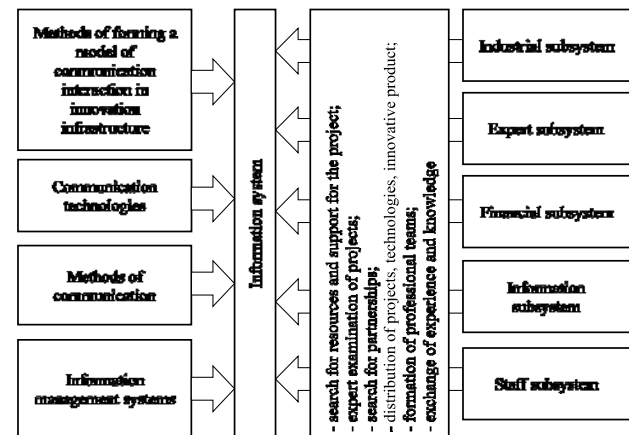 Methods of forming a
model of
communication
interaction in
innovation
infrastructure
Communication
technologies
Methods of
communication
Information
management systems
Information system
- search for resources and support for the project;
- expert examination of projects;
- search for partnerships;
- distribution of projects, technologies, innovative product;
- formation of professional teams;
- exchange of experience and knowledge
Industrial subsystem
Expert subsystem
Financial subsystem
Information
subsystem
Staff subsystem